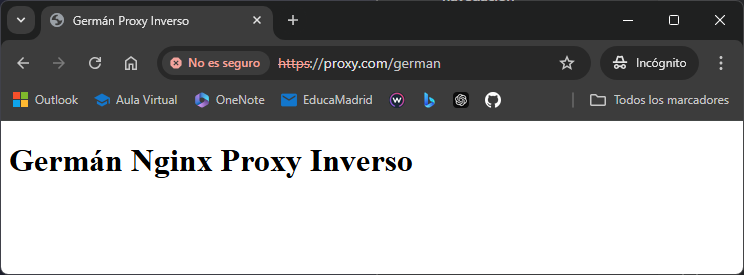 Germán Proxy Inverso
No es seguro https://proxy.com/german Incógnito
Outlook Aula Virtual OneNote EducaMadrid Todos los marcadores
Germán Nginx Proxy Inverso